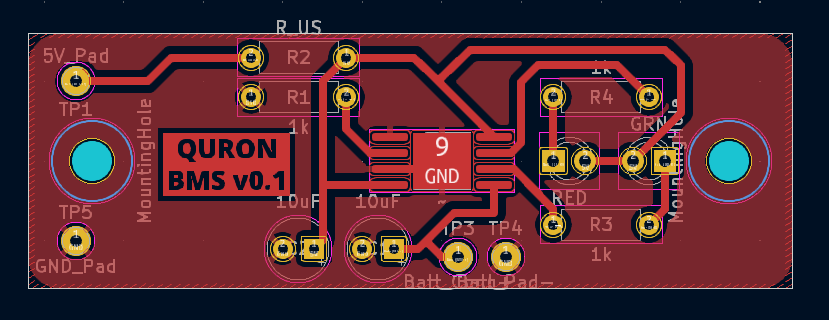 R_US
5V_Pad
R2
1k
R1
R4
TP1
1k
GRN
MountingHole
QURON
BMS v0.1
9
GND
MountingHole
10uF
10uF
RED
TP5
TP3
TP4
R3
GND_Pad
1k
Batt_Pad-